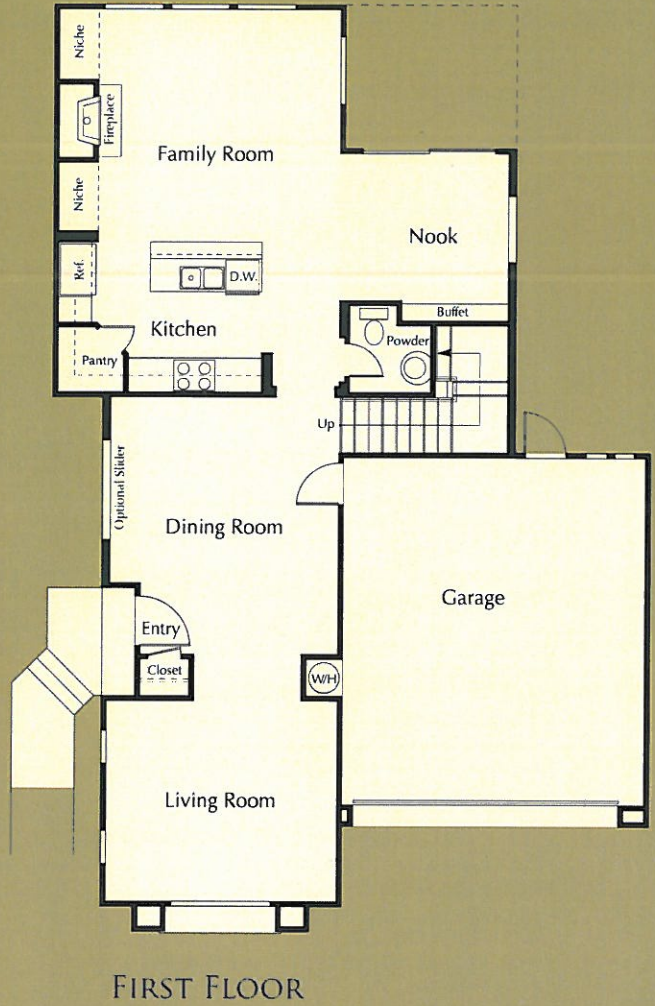 Niche
Fireplace
Family Room
Niche
Nook
Ref.
D.W.
Buffet
Kitchen
Powder
Pantry
Up
Optional Slider
Dining Room
Garage
Entry
Closet
W/H
Living Room
FIRST FLOOR